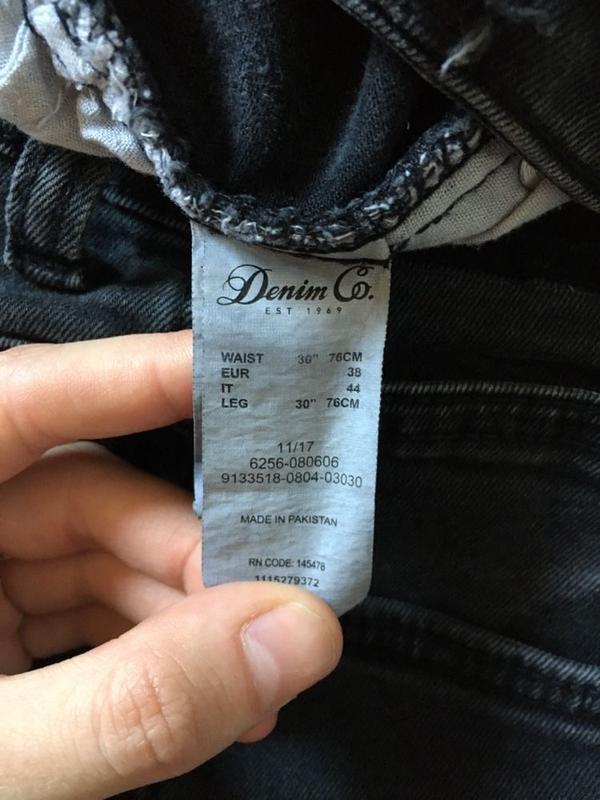 Denim Co.
EST 1969
WAIST 30" 76CM
EUR 38
IT 44
LEG 30" 76CM
11/17
6256-080606
9133518-0804-03030
MADE IN PAKISTAN
RN CODE: 145478
1115279372